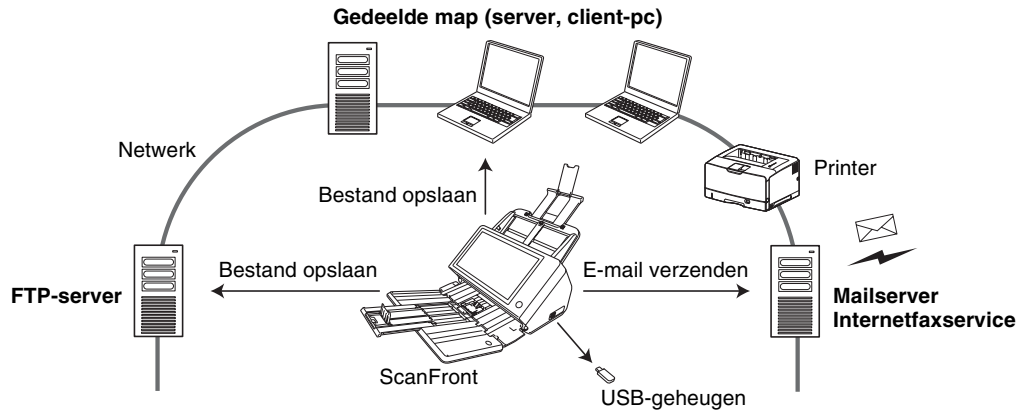 Gedeelde map (server, client-pc)
Netwerk
Printer
Bestand opslaan
Bestand opslaan
E-mail verzenden
FTP-server
Mailserver
Internetfaxservice
ScanFront
USB-geheugen